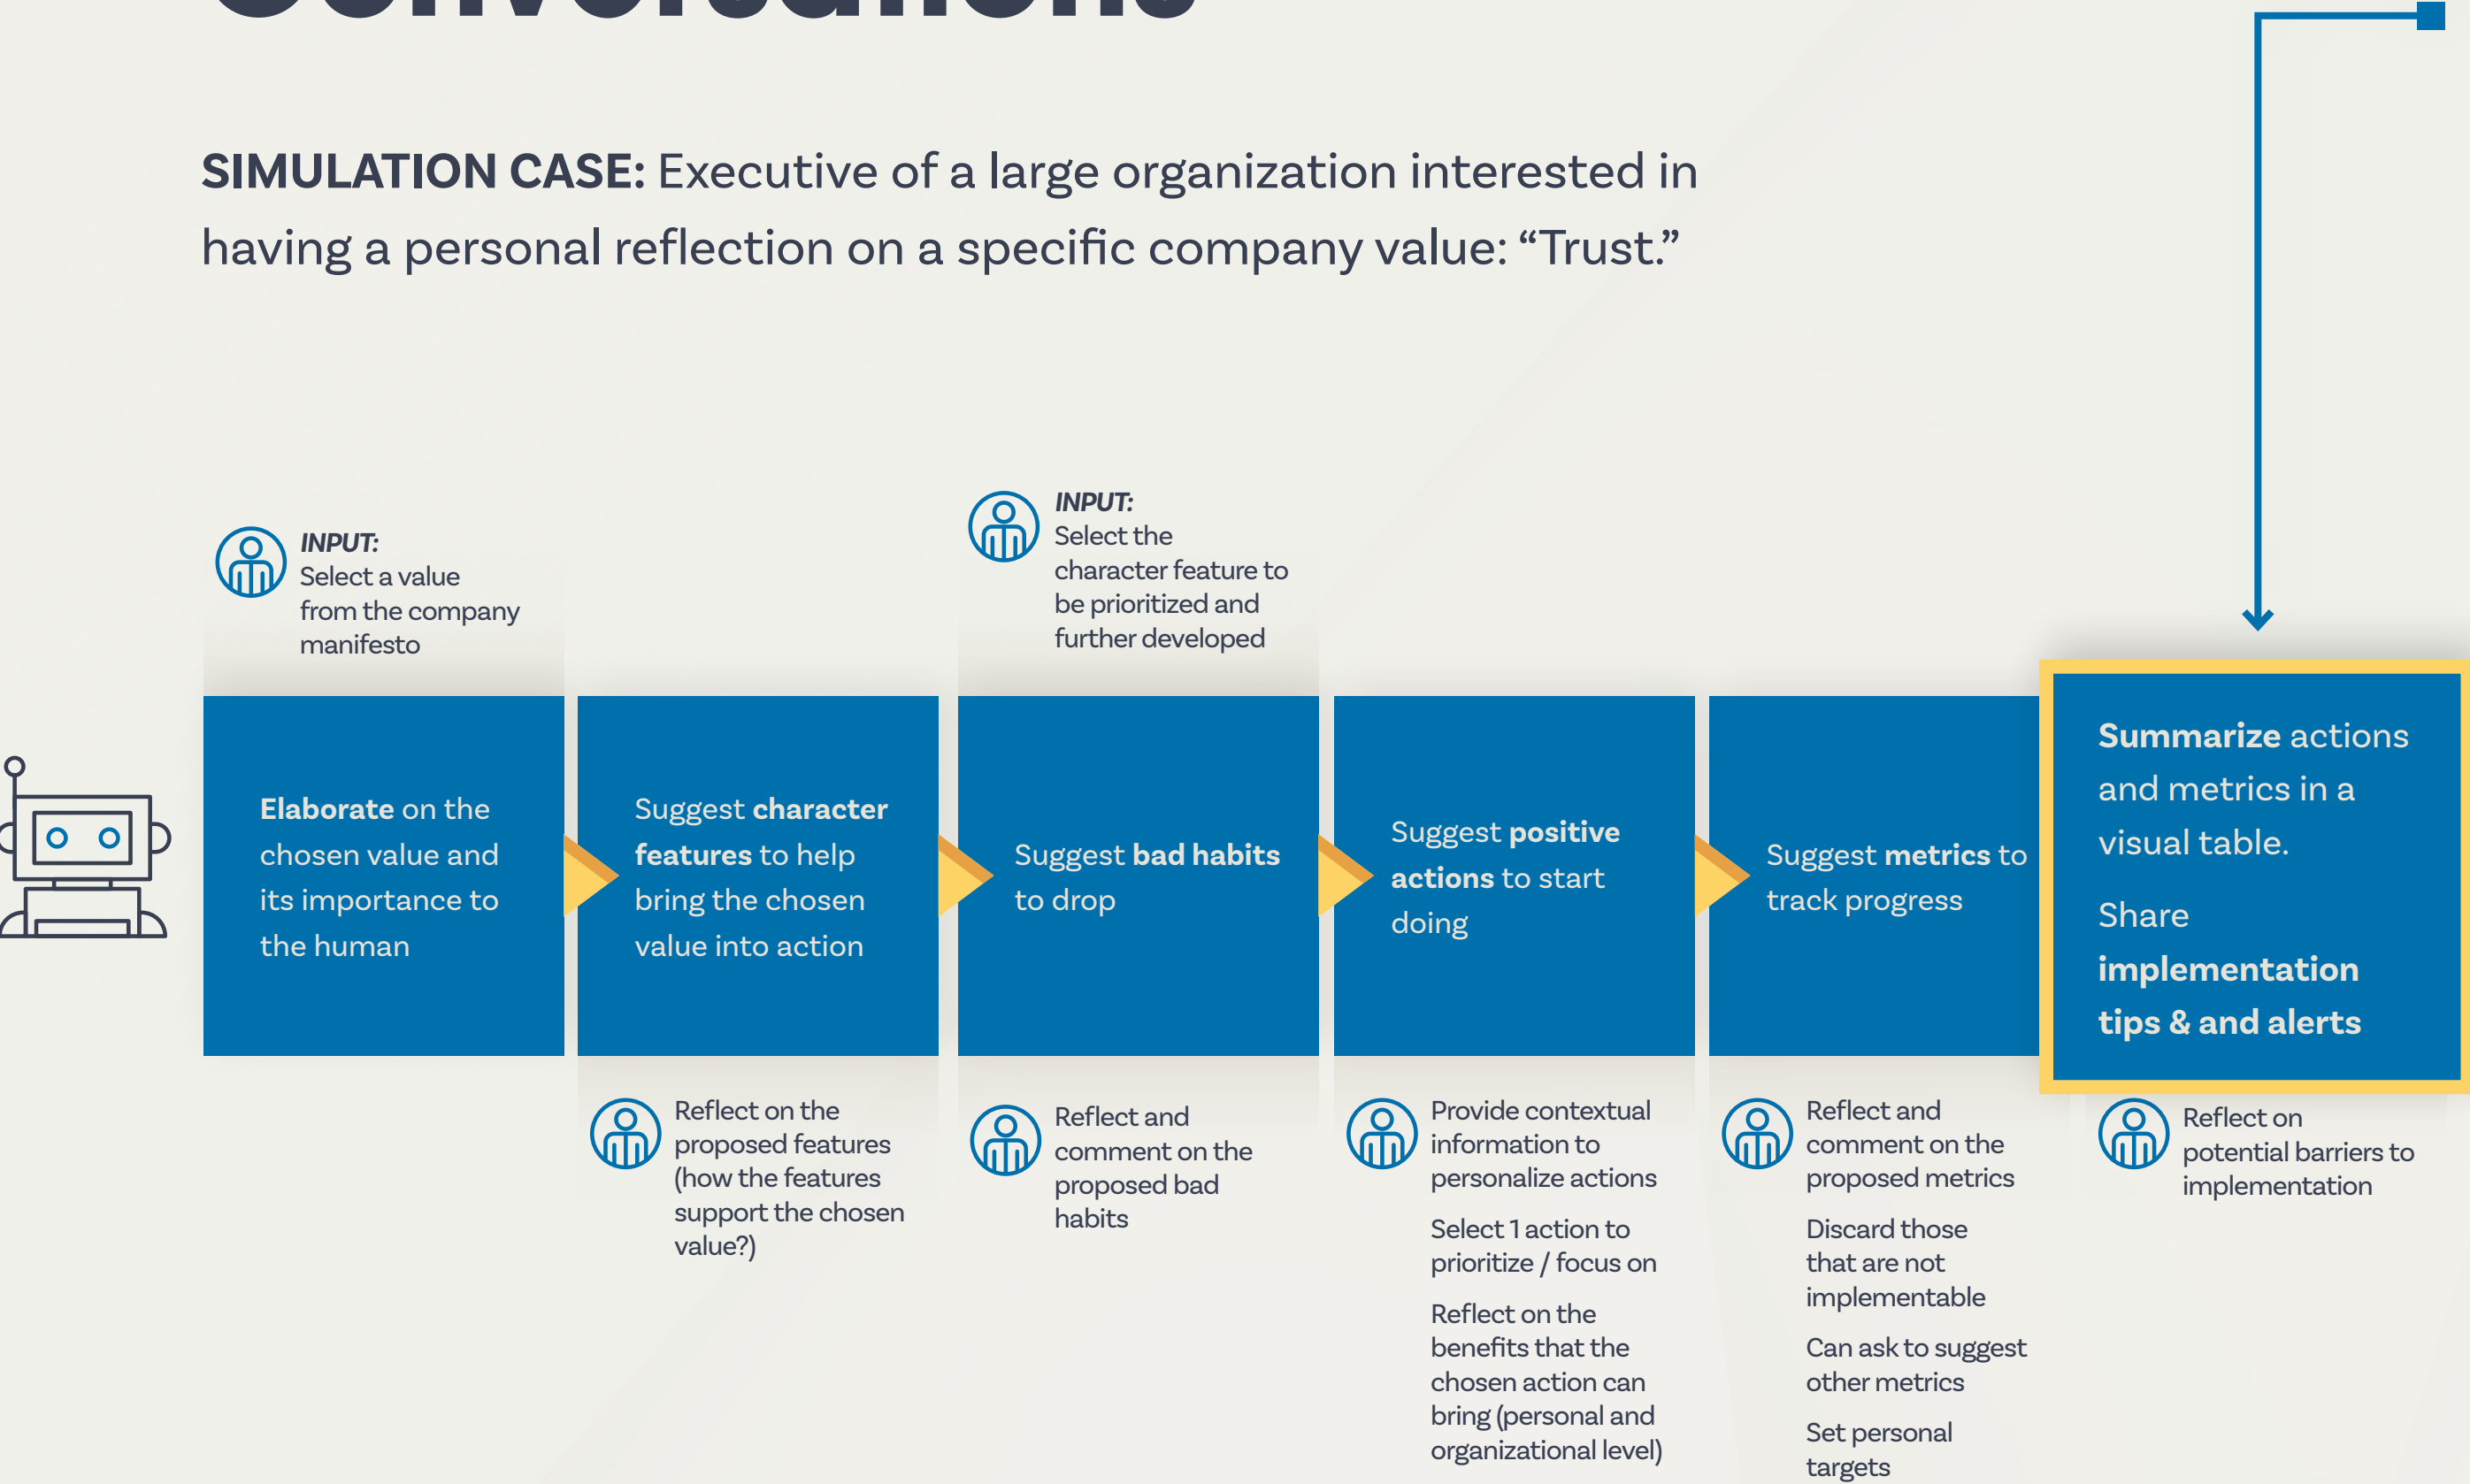 Conversations
SIMULATION CASE: Executive of a large organization interested in
having a personal reflection on a specific company value: “Trust.”
INPUT:
Select a value
from the company
manifesto
INPUT:
Select the
character feature to
be prioritized and
further developed
Elaborate on the
chosen value and
its importance to
the human
Suggest character
features to help
bring the chosen
value into action
Suggest bad habits
to drop
Suggest positive
actions to start
doing
Suggest metrics to
track progress
Summarize actions
and metrics in a
visual table.
Share
implementation
tips & and alerts
Reflect on the
proposed features
(how the features
support the chosen
value?)
Reflect and
comment on the
proposed bad
habits
Provide contextual
information to
personalize actions
Select 1 action to
prioritize / focus on
Reflect on the
benefits that the
chosen action can
bring (personal and
organizational level)
Reflect and
comment on the
proposed metrics
Discard those
that are not
implementable
Can ask to suggest
other metrics
Set personal
targets
Reflect on
potential barriers to
implementation